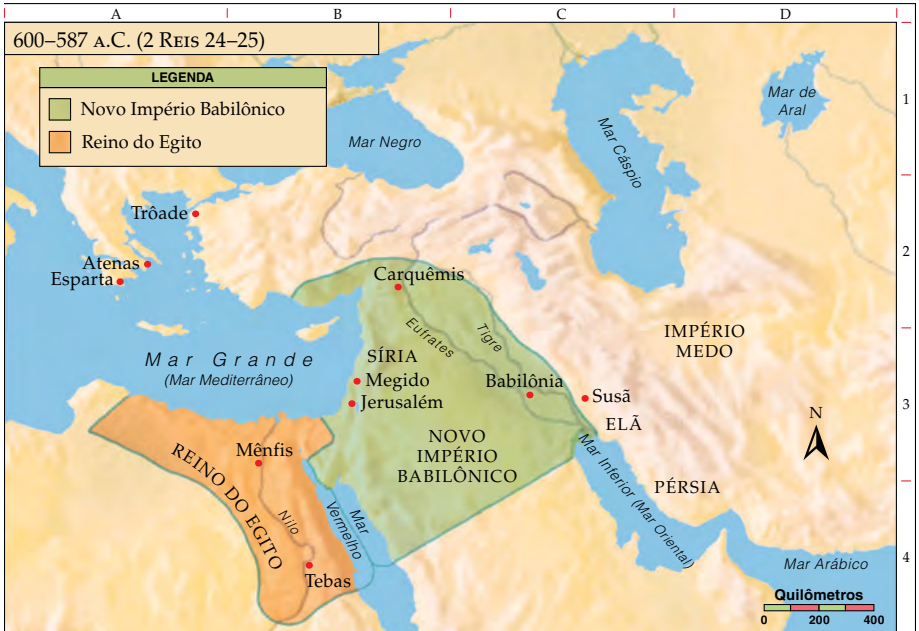 A
B
C
D
600–587 A.C. (2 REIS 24–25)
LEGENDA
Novo Império Babilônico
Reino do Egito
1
2
3
4
Mar Negro
Mar Cáspio
Mar de
Aral
Trôade
Atenas
Esparta
Carquêmis
Eufrates
Tigre
IMPÉRIO
MEDO
Mar Grande
(Mar Mediterrâneo)
SÍRIA
Megido
Jerusalém
Babilônia
Susã
ELÃ
N
NOVO
IMPÉRIO
BABILÔNICO
Mênfis
REINO DO EGITO
Nilo
Mar
Vermelho
Mar Inferior (Mar Oriental)
PÉRSIA
Tebas
Mar Arábico
Quilômetros
0 200 400